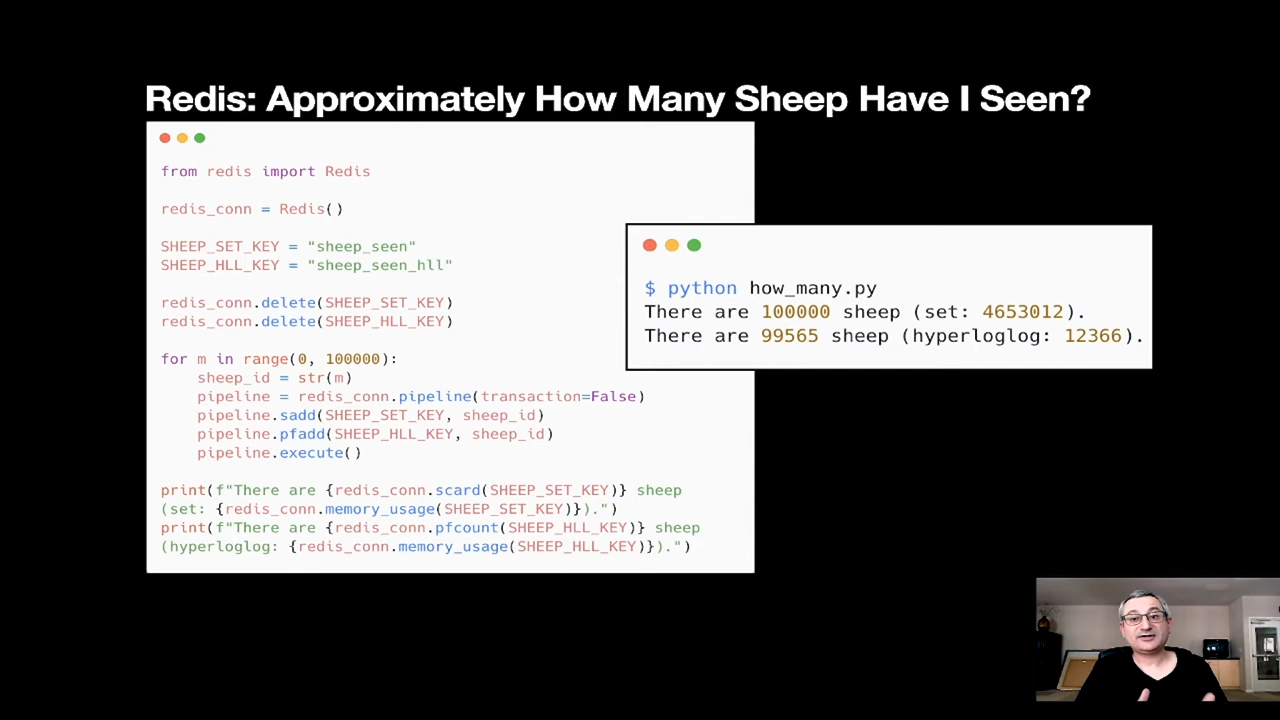 Redis: Approximately How Many Sheep Have I Seen?
from redis import Redis
redis_conn = Redis()
SHEEP_SET_KEY = "sheep_seen"
SHEEP_HLL_KEY = "sheep_seen_hll"
redis_conn.delete(SHEEP_SET_KEY)
redis_conn.delete(SHEEP_HLL_KEY)
for m in range(0, 100000):
    sheep_id = str(m)
    pipeline = redis_conn.pipeline(transaction=False)
    pipeline.sadd(SHEEP_SET_KEY, sheep_id)
    pipeline.pfadd(SHEEP_HLL_KEY, sheep_id)
    pipeline.execute()
print(f"There are {redis_conn.scard(SHEEP_SET_KEY)} sheep
(set: {redis_conn.memory_usage(SHEEP_SET_KEY)}).")
print(f"There are {redis_conn.pfcount(SHEEP_HLL_KEY)} sheep
(hyperloglog: {redis_conn.memory_usage(SHEEP_HLL_KEY)}).")
$ python how_many.py
There are 100000 sheep (set: 4653012).
There are 99565 sheep (hyperloglog: 12366).